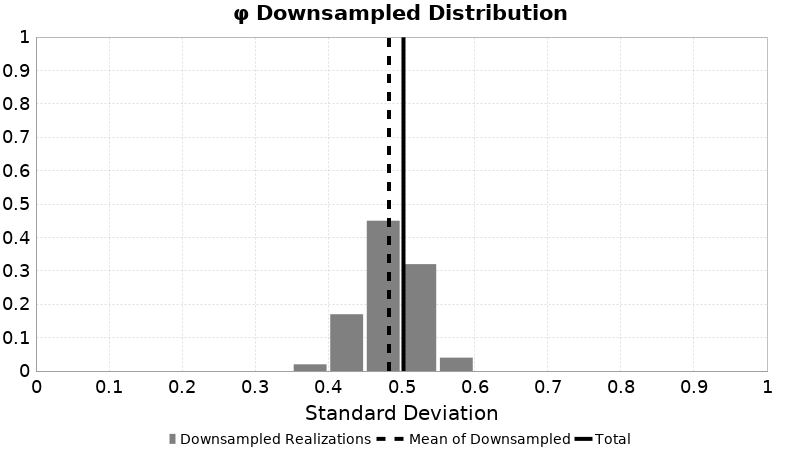 φ Downsampled Distribution
1
0.9
0.8
0.7
0.6
0.5
0.4
0.3
0.2
0.1
0
0 0.1 0.2 0.3 0.4 0.5 0.6 0.7 0.8 0.9 1
Standard Deviation
Downsampled Realizations Mean of Downsampled Total